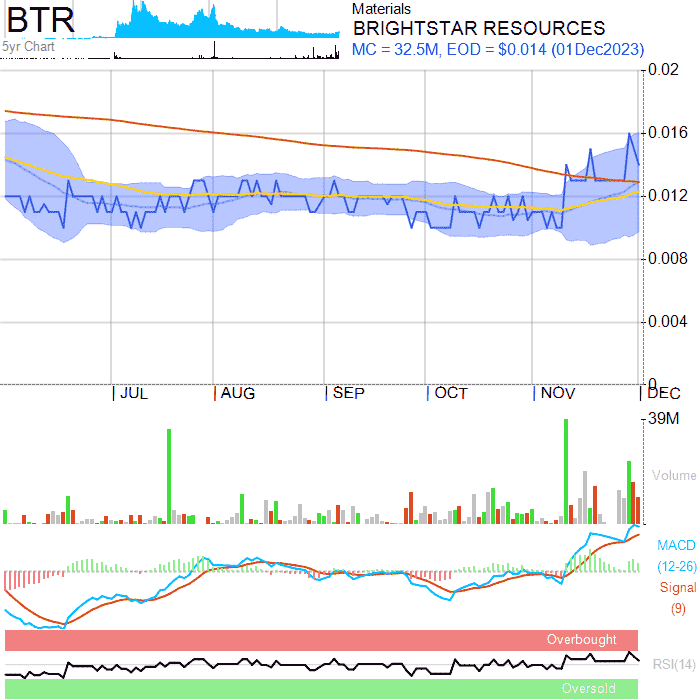 BTR
5yr Chart
Materials
BRIGHTSTAR RESOURCES
MC = 32.5M, EOD = $0.014 (01Dec2023)
0.02
0.016
0.012
0.008
0.004
0
JUL AUG SEP OCT NOV DEC
39M
Volume
MACD
(12-26)
Signal
(9)
Overbought
RSI(14)
Oversold